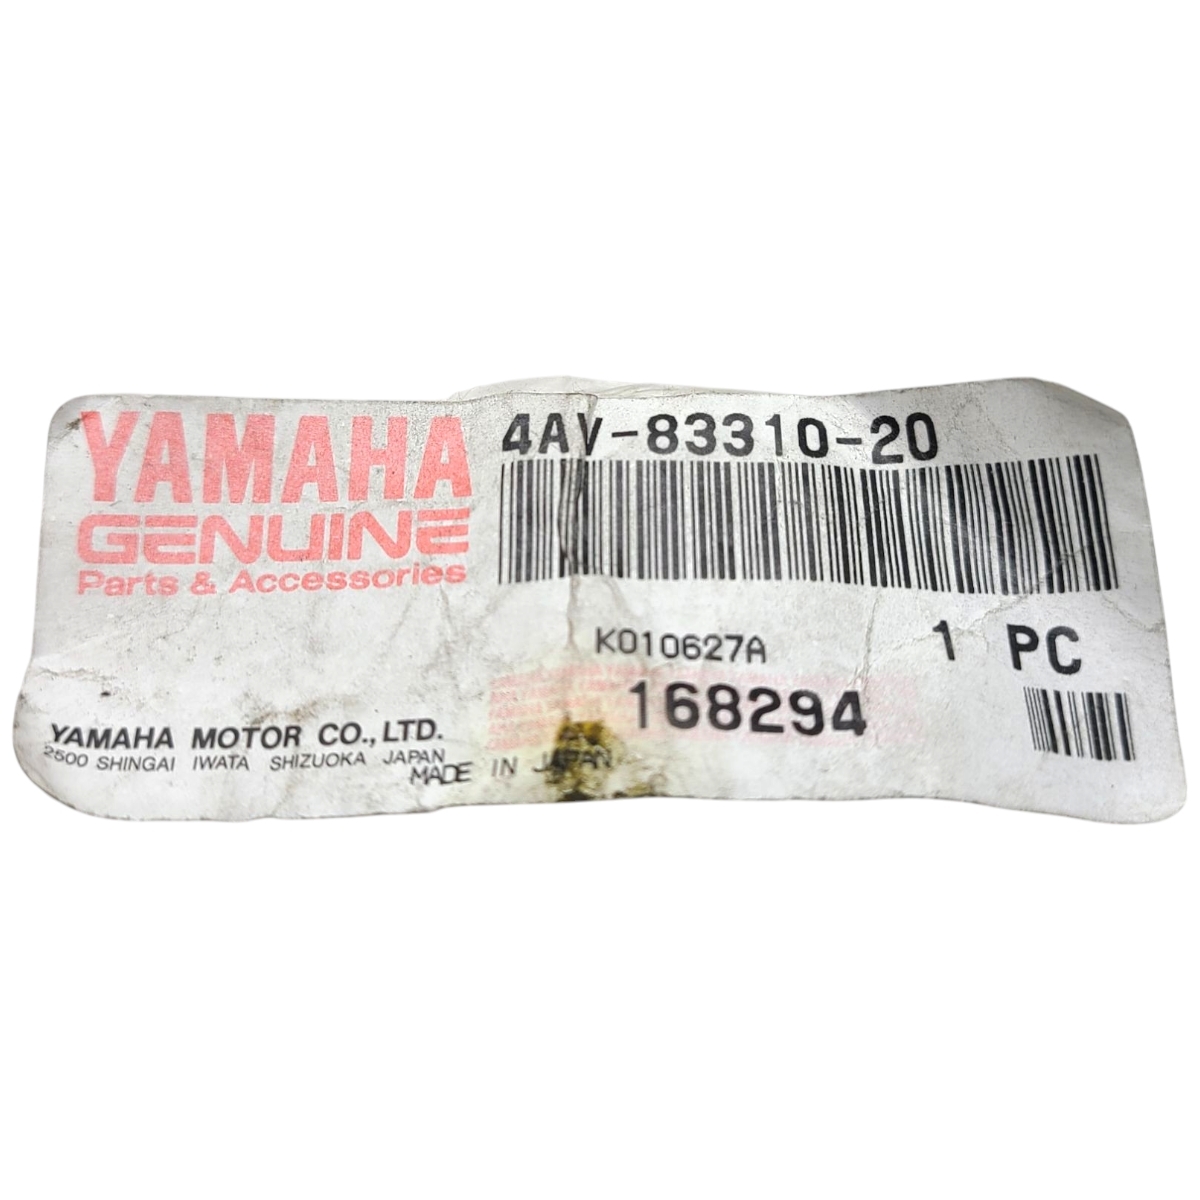 YAMAHA
GENUINE
Parts & Accessories
4AV-83310-20
K010627A
1 PC
168294
YAMAHA MOTOR CO., LTD.
2500 SHINGAI IWATA SHIZUOKA JAPAN
MADE IN JAPAN